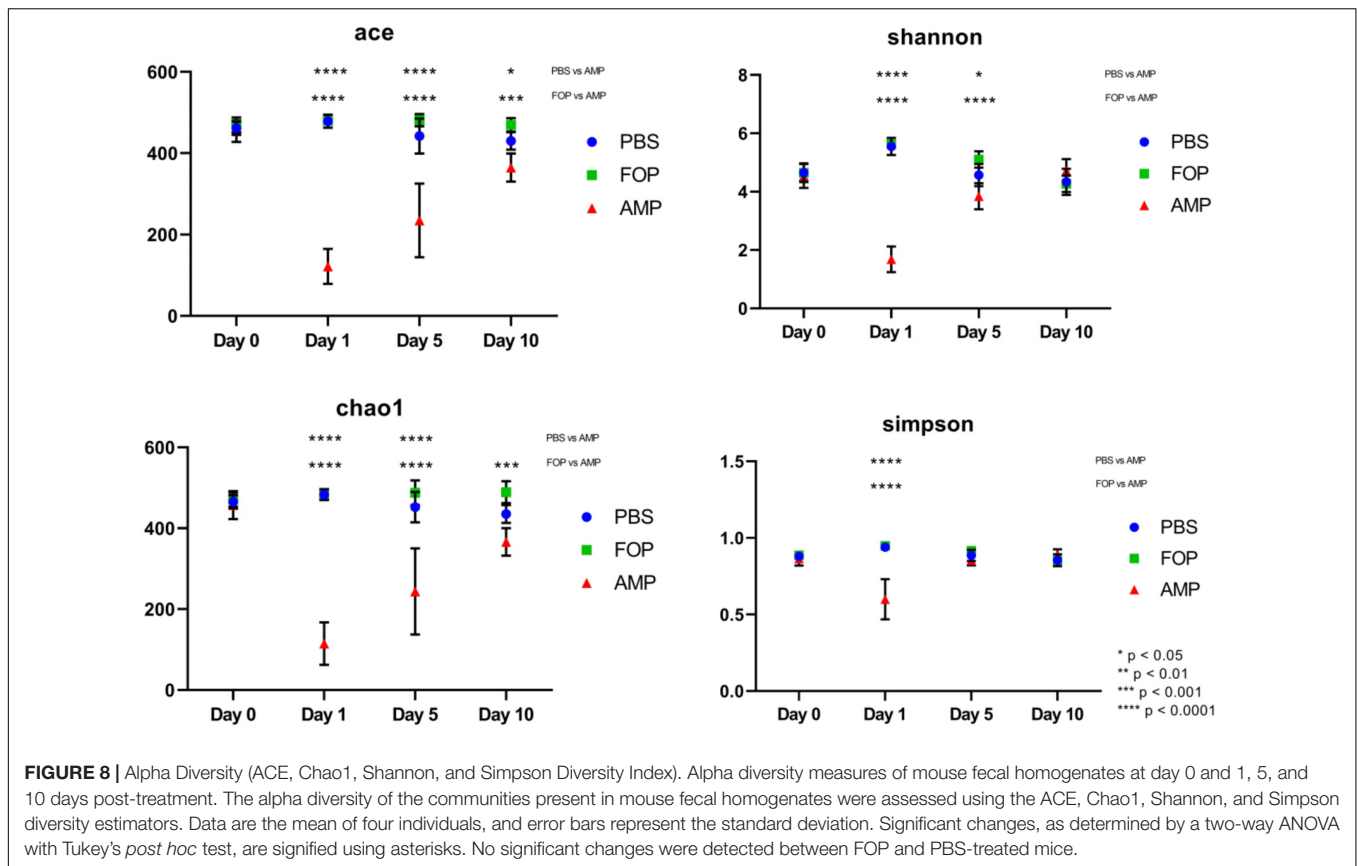 ace
600
400
200
0
**** **** * PBS vs AMP
**** **** *** FOP vs AMP
PBS
FOP
AMP
Day 0 Day 1 Day 5 Day 10
shannon
8
6
4
2
0
**** * PBS vs AMP
**** **** FOP vs AMP
PBS
FOP
AMP
Day 0 Day 1 Day 5 Day 10
chao1
600
400
200
0
**** **** PBS vs AMP
**** **** *** FOP vs AMP
PBS
FOP
AMP
Day 0 Day 1 Day 5 Day 10
simpson
1.5
1.0
0.5
0.0
**** PBS vs AMP
**** FOP vs AMP
PBS
FOP
AMP
Day 0 Day 1 Day 5 Day 10
* p < 0.05
** p < 0.01
*** p < 0.001
**** p < 0.0001
FIGURE 8 | Alpha Diversity (ACE, Chao1, Shannon, and Simpson Diversity Index). Alpha diversity measures of mouse fecal homogenates at day 0 and 1, 5, and
10 days post-treatment. The alpha diversity of the communities present in mouse fecal homogenates were assessed using the ACE, Chao1, Shannon, and Simpson
diversity estimators. Data are the mean of four individuals, and error bars represent the standard deviation. Significant changes, as determined by a two-way ANOVA
with Tukey's post hoc test, are signified using asterisks. No significant changes were detected between FOP and PBS-treated mice.